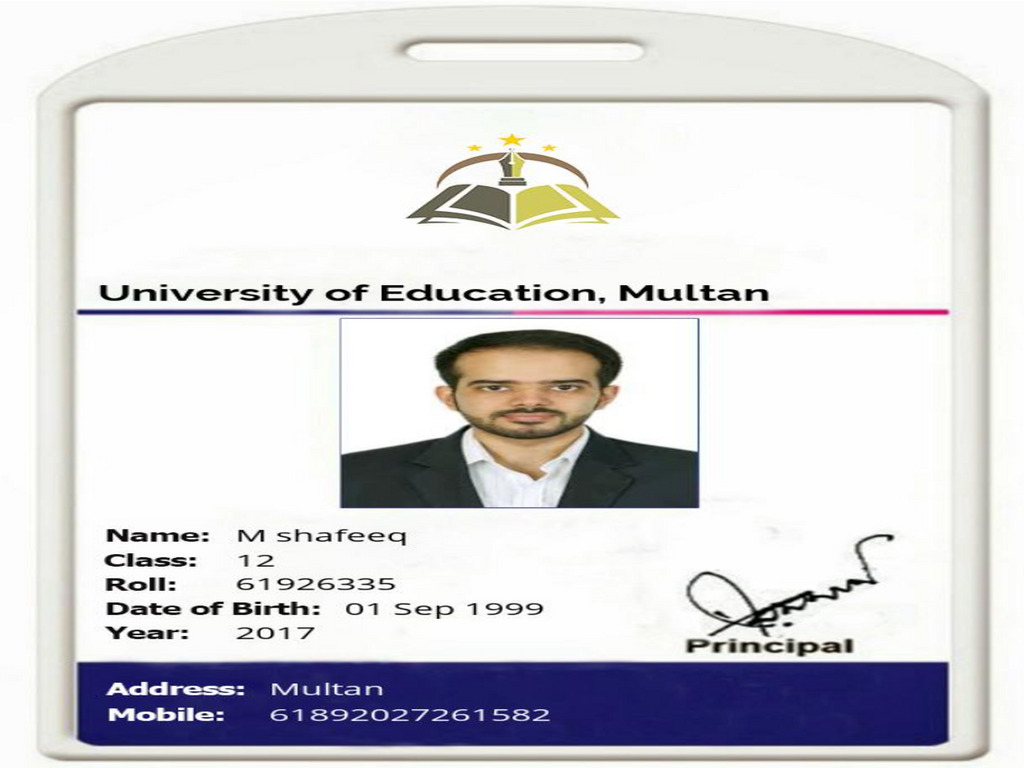 University of Education, Multan
Name: M shafeeq
Class: 12
Roll: 61926335
Date of Birth: 01 Sep 1999
Year: 2017
Principal
Address: Multan
Mobile: 61892027261582